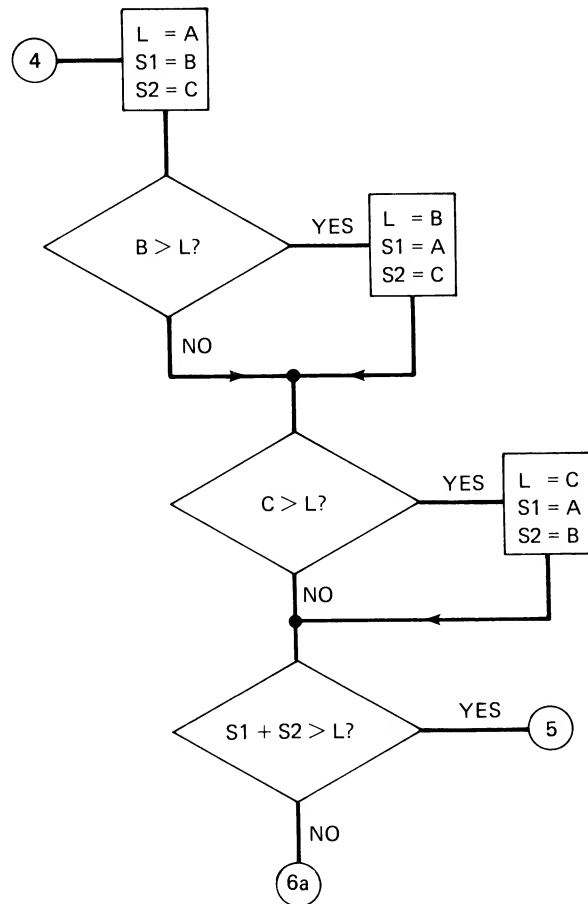 4
L = A
S1 = B
S2 = C
B > L?
YES
L = B
S1 = A
S2 = C
NO
C > L?
YES
L = C
S1 = A
S2 = B
NO
S1 + S2 > L?
YES
5
NO
6a